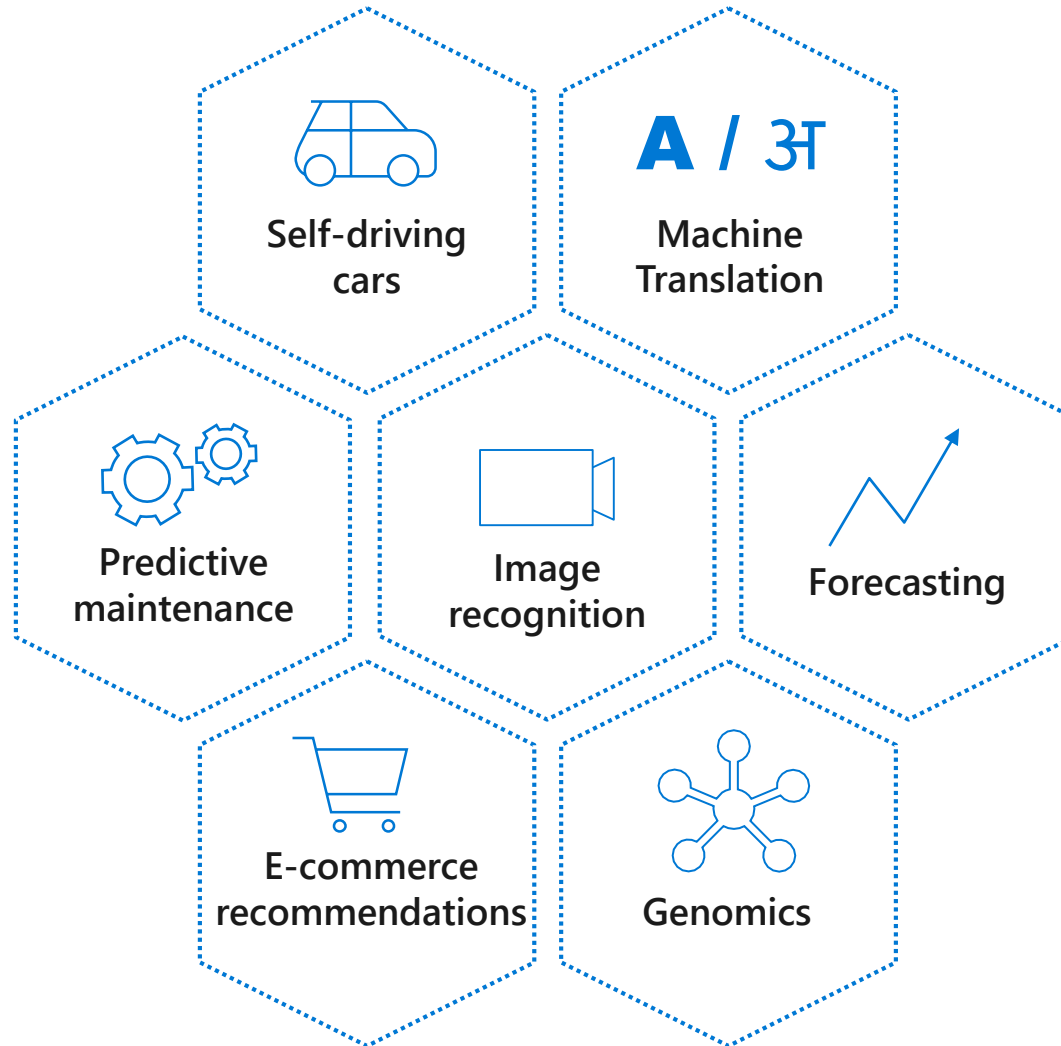 A / अ
Self-driving
cars
Machine
Translation
Predictive
maintenance
Image
recognition
Forecasting
E-commerce
recommendations
Genomics